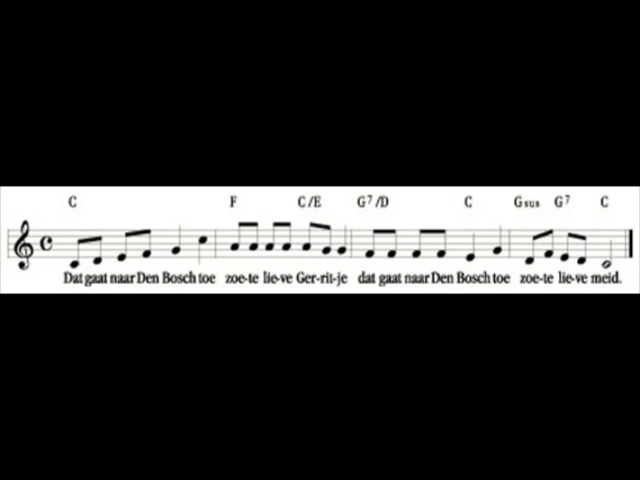 C F C/E G7/D C Gsus G7 C
Dat gaat naar Den Bosch toe zoe-te lie-ve Ger-rit-je dat gaat naar Den Bosch toe zoe-te lie-ve meid.